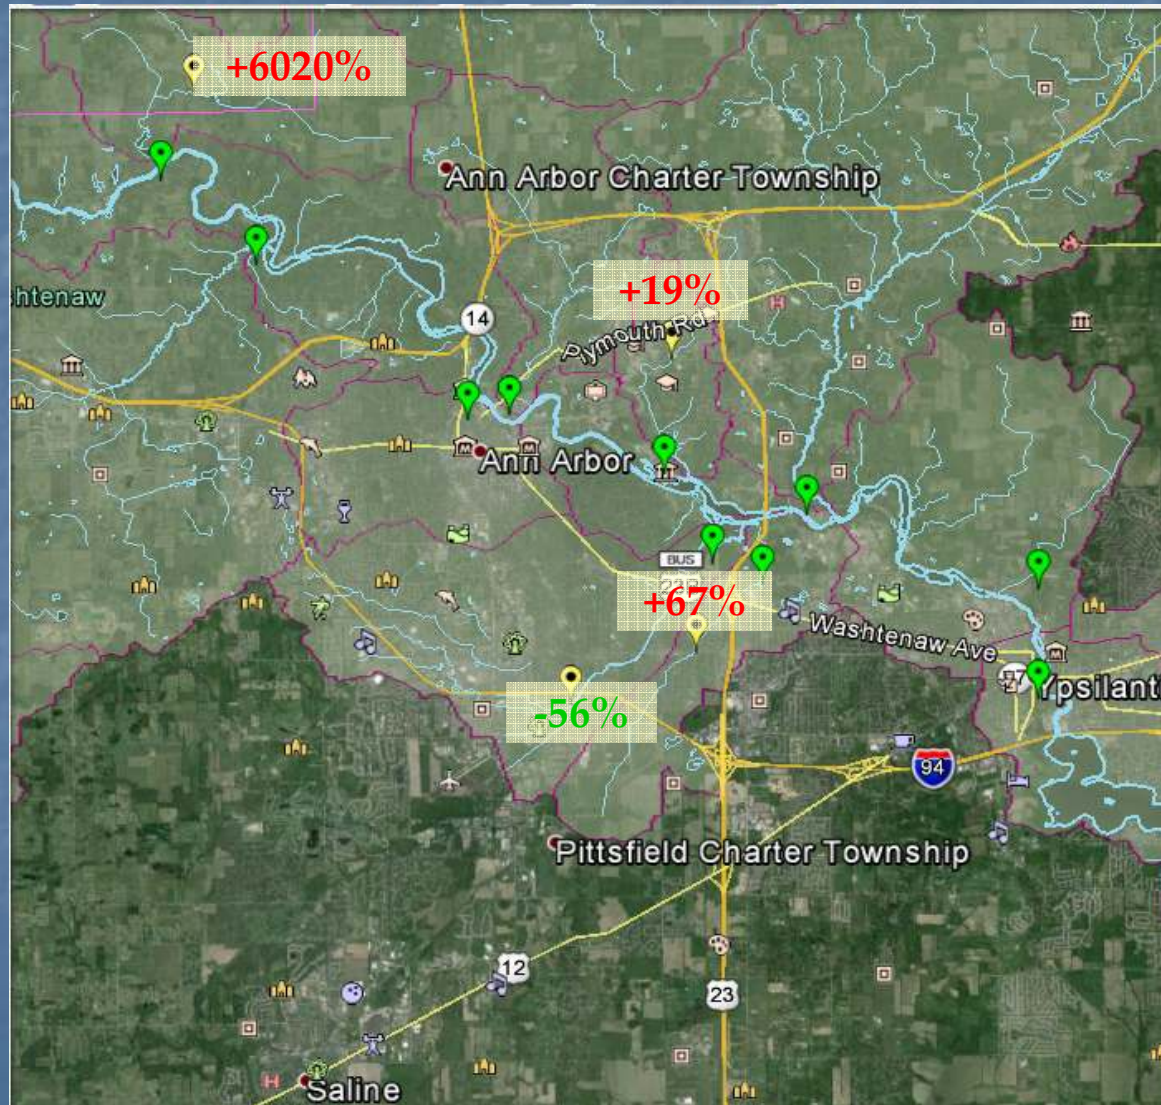 +6020%
Ann Arbor Charter Township
+19%
htenaw
14
Plymouth Rd
H
M
M
Ann Arbor
BUS
+67%
Washtenaw Ave
M
Ypsilanti
-56%
94
Pittsfield Charter Township
12
23
H
Saline